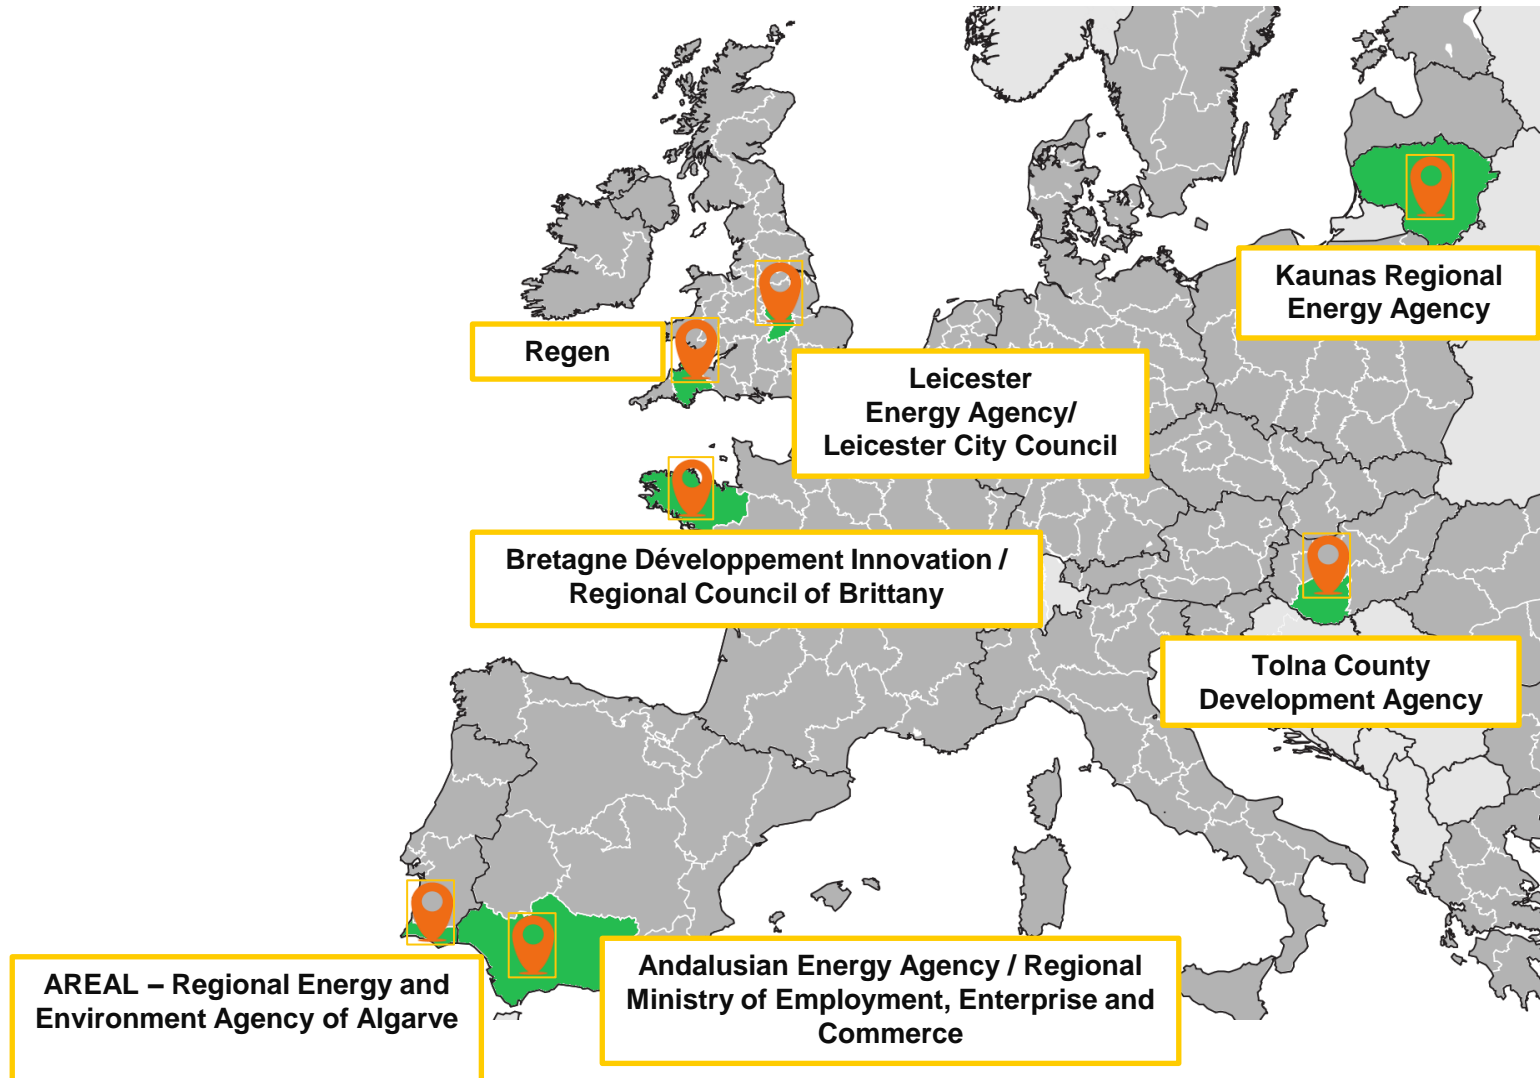 Kaunas Regional
Energy Agency
Regen
Leicester
Energy Agency/
Leicester City Council
Bretagne Développement Innovation /
Regional Council of Brittany
Tolna County
Development Agency
AREAL – Regional Energy and
Environment Agency of Algarve
Andalusian Energy Agency / Regional
Ministry of Employment, Enterprise and
Commerce